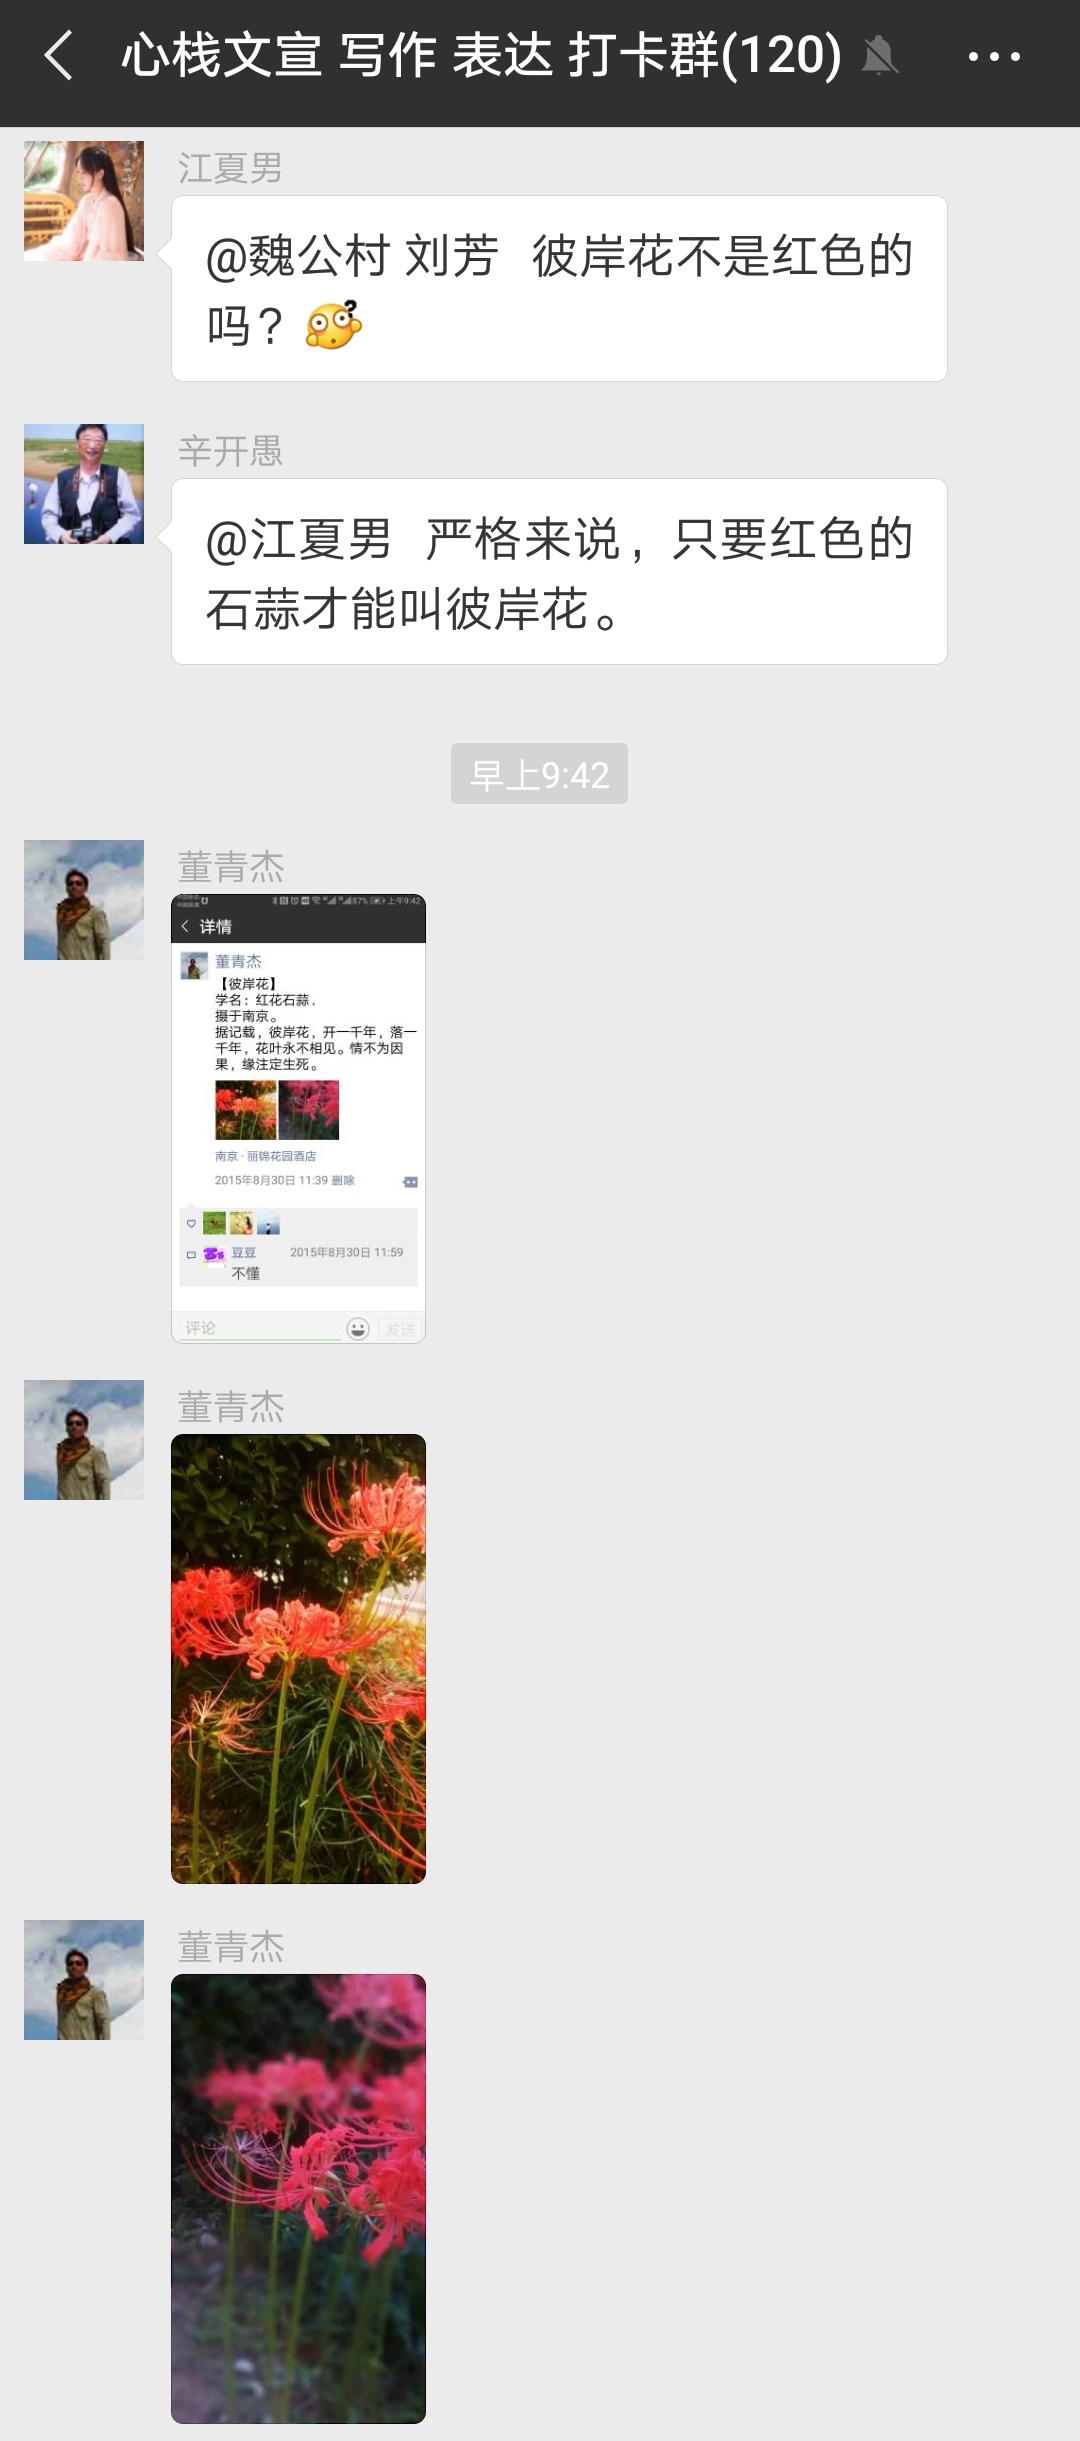 心栈文宣 写作 表达 打卡群(120)
江夏男
@魏公村 刘芳 彼岸花不是红色的
吗?
辛开愚
@江夏男 严格来说，只要红色的
石蒜才能叫彼岸花。
早上9:42
董青杰
87% 上午9:42
详情
董青杰
【彼岸花】
学名：红花石蒜.
摄于南京。
据记载，彼岸花，开一千年，落一
千年，花叶永不相见。情不为因
果，缘注定生死。
南京·丽锦花园酒店
2015年8月30日 11:39 删除
豆豆 2015年8月30日 11:59
不懂
评论 发送
董青杰
董青杰